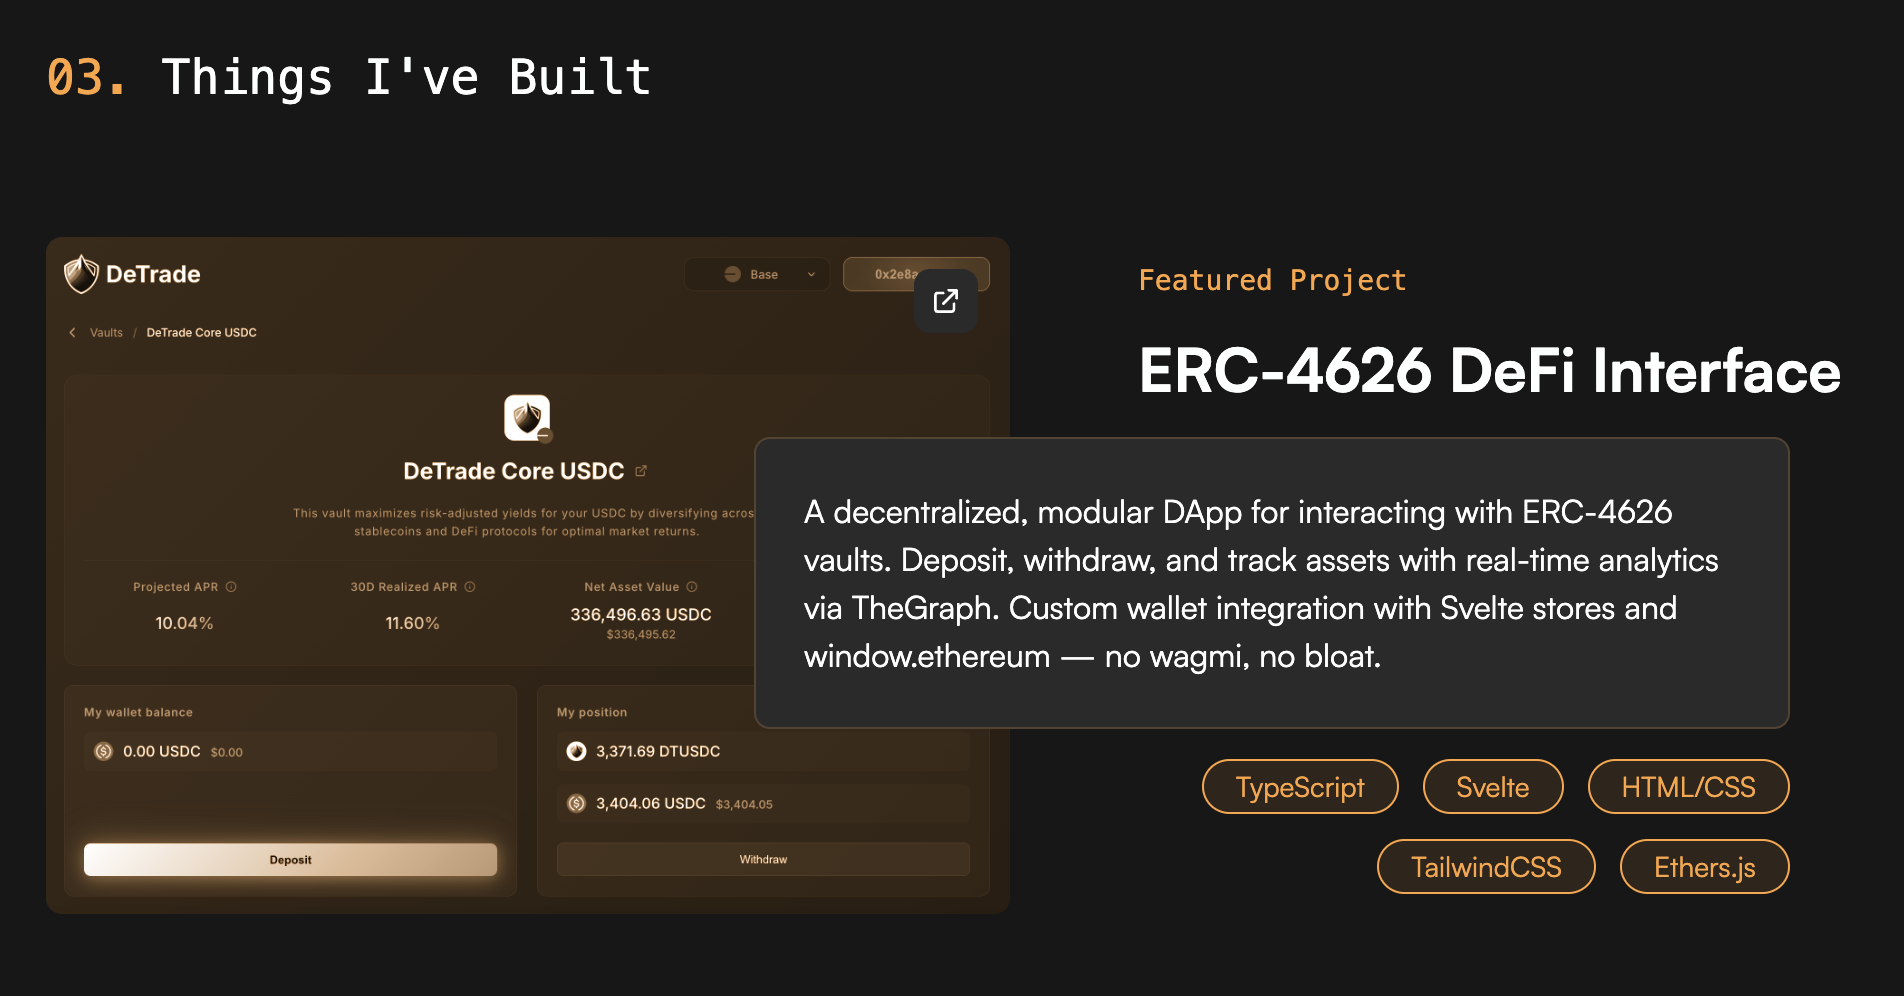 03. Things I've Built
DeTrade
Base
0x2e8a
Vaults / DeTrade Core USDC
DeTrade Core USDC
This vault maximizes risk-adjusted yields for your USDC by diversifying acros
stablecoins and DeFi protocols for optimal market returns.
Projected APR
30D Realized APR
Net Asset Value
10.04%
11.60%
336,496.63 USDC
$336,495.62
My wallet balance
0.00 USDC $0.00
Deposit
My position
3,371.69 DTUSDC
3,404.06 USDC $3,404.05
Withdraw
Featured Project
ERC-4626 DeFi Interface
A decentralized, modular DApp for interacting with ERC-4626
vaults. Deposit, withdraw, and track assets with real-time analytics
via TheGraph. Custom wallet integration with Svelte stores and
window.ethereum — no wagmi, no bloat.
TypeScript
Svelte
HTML/CSS
TailwindCSS
Ethers.js